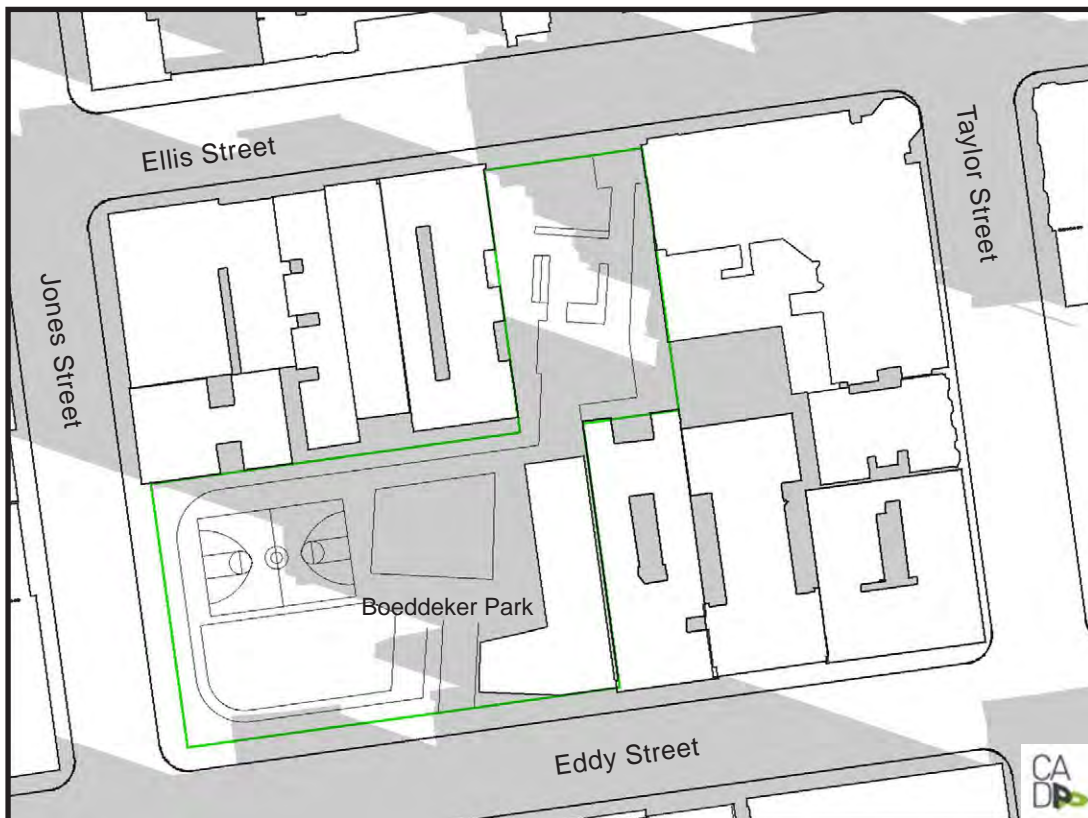 Ellis Street
Taylor Street
Jones Street
Boeddeker Park
Eddy Street
CA
DP